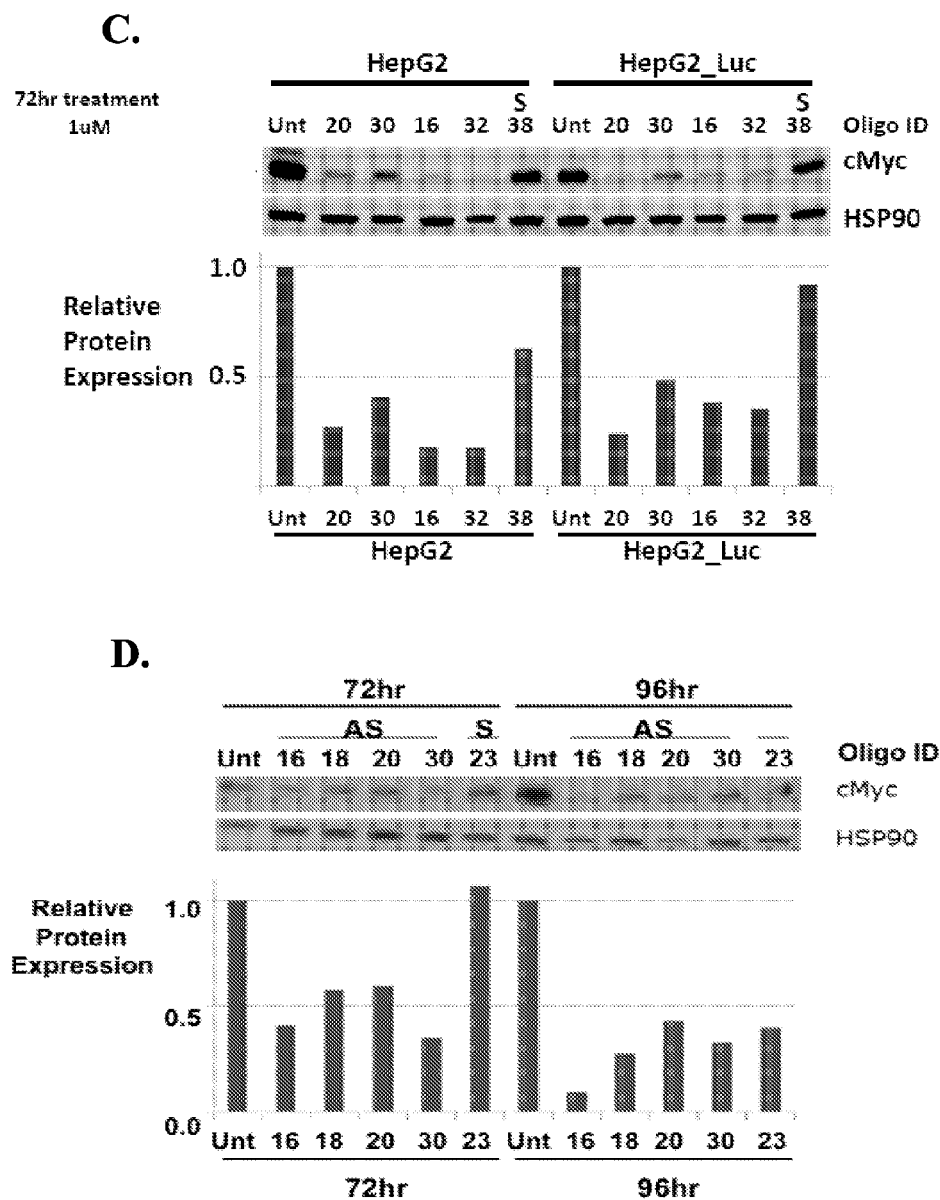 C.
HepG2 HepG2_Luc
72hr treatment
1uM
S S
Unt 20 30 16 32 38 Unt 20 30 16 32 38 Oligo ID
cMyc
HSP90
1.0
Relative
Protein
Expression 0.5
Unt 20 30 16 32 38 Unt 20 30 16 32 38
HepG2 HepG2_Luc
D.
72hr 96hr
AS S AS
Unt 16 18 20 30 23 Unt 16 18 20 30 23 Oligo ID
cMyc
HSP90
Relative 1.0
Protein
Expression
0.5
0.0
Unt 16 18 20 30 23 Unt 16 18 20 30 23
72hr 96hr